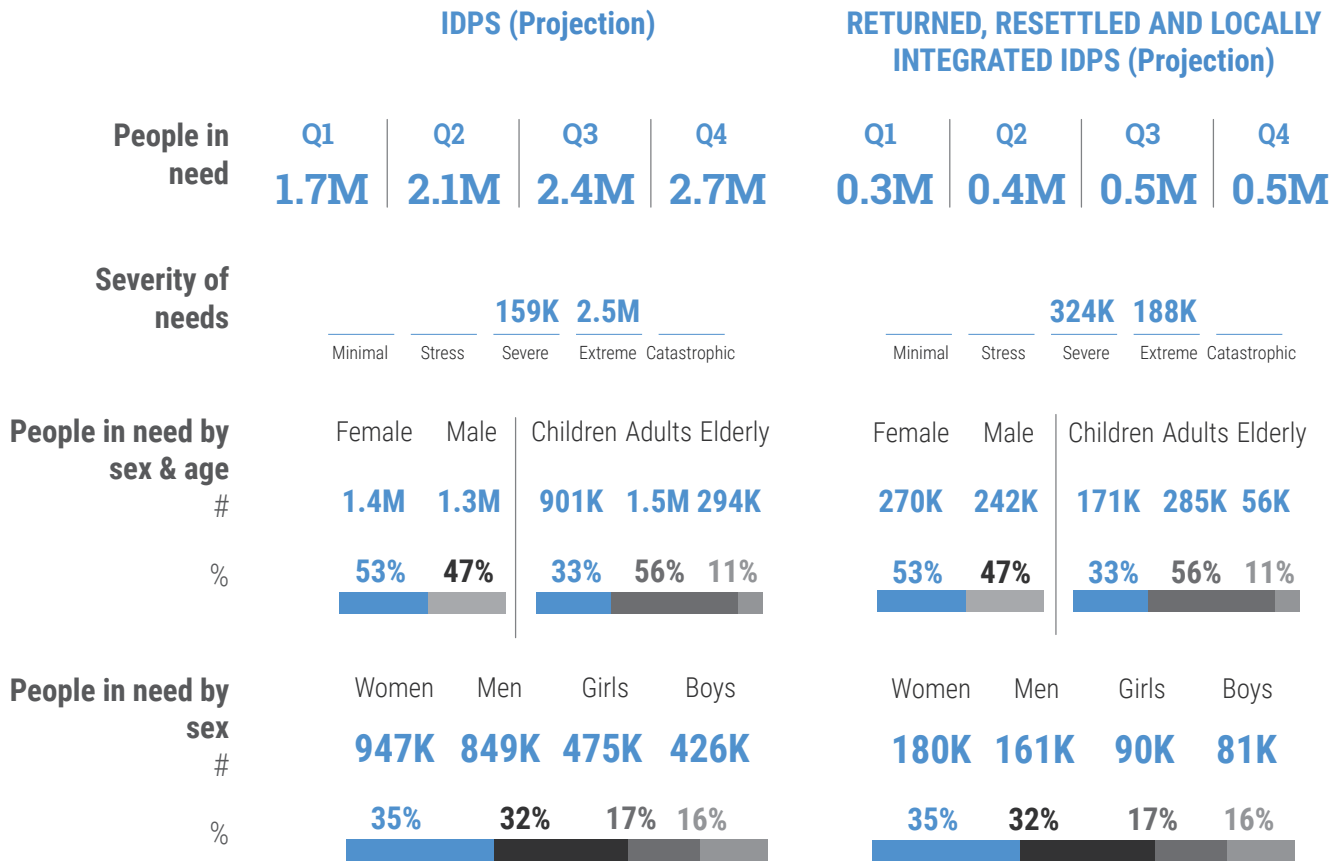 IDPS (Projection)
RETURNED, RESETTLED AND LOCALLY
INTEGRATED IDPS (Projection)
People in
need
Q1 Q2 Q3 Q4
1.7M 2.1M 2.4M 2.7M
Q1 Q2 Q3 Q4
0.3M 0.4M 0.5M 0.5M
Severity of
needs
159K 2.5M
Minimal Stress Severe Extreme Catastrophic
324K 188K
Minimal Stress Severe Extreme Catastrophic
People in need by
sex & age
#
%
Female Male Children Adults Elderly
1.4M 1.3M 901K 1.5M 294K
53% 47% 33% 56% 11%
Female Male Children Adults Elderly
270K 242K 171K 285K 56K
53% 47% 33% 56% 11%
People in need by
sex
#
%
Women Men Girls Boys
947K 849K 475K 426K
35% 32% 17% 16%
Women Men Girls Boys
180K 161K 90K 81K
35% 32% 17% 16%